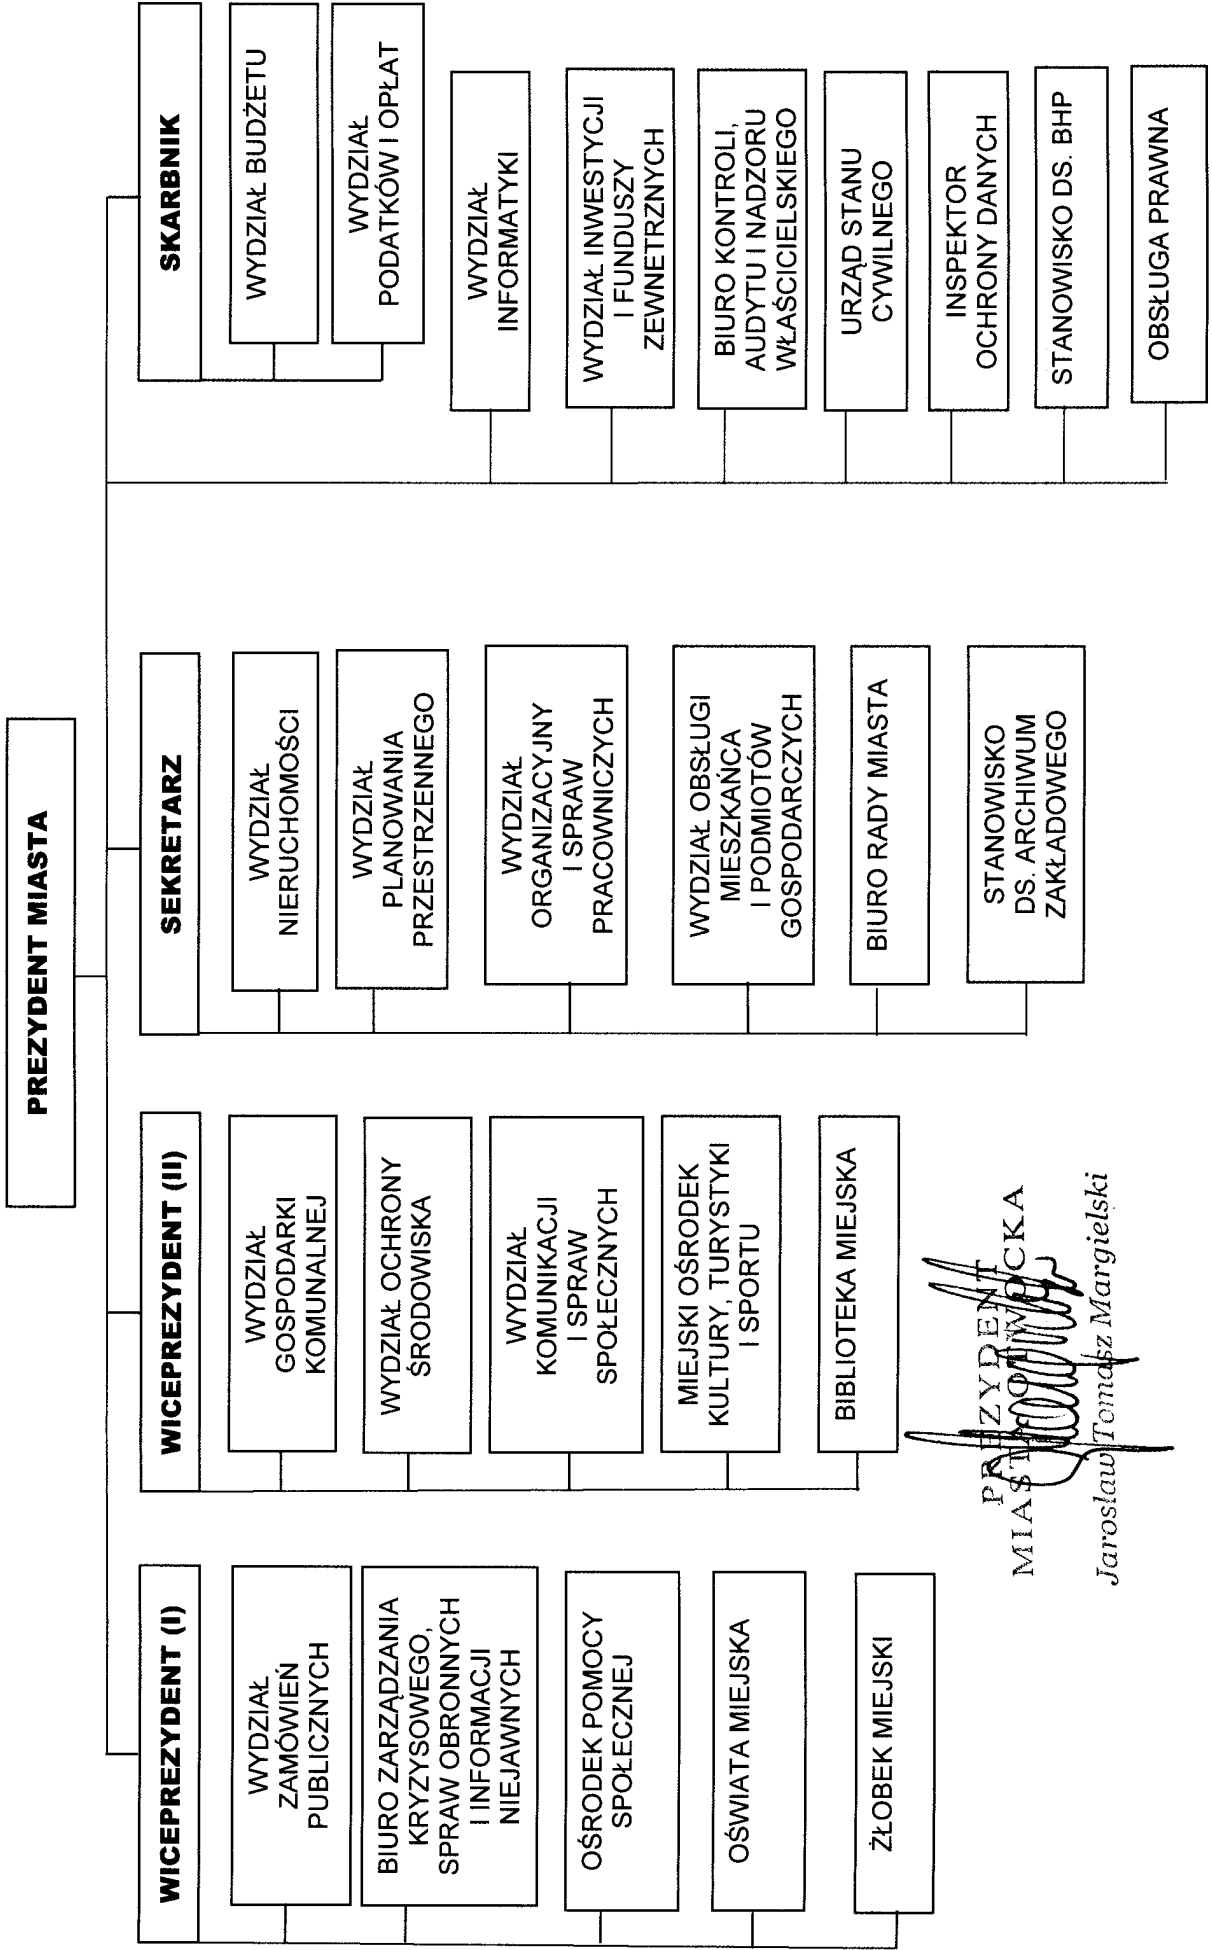 PREZYDENT MIASTA
WICEPREZYDENT (I)
WYDZIAŁ
ZAMÓWIEŃ
PUBLICZNYCH
BIURO ZARZĄDZANIA
KRYZYSOWEGO,
SPRAW OBRONNYCH
I INFORMACJI
NIEJAWNYCH
OŚRODEK POMOCY
SPOŁECZNEJ
OŚWIATA MIEJSKA
ŻŁOBEK MIEJSKI
WICEPREZYDENT (II)
WYDZIAŁ
GOSPODARKI
KOMUNALNEJ
WYDZIAŁ OCHRONY
ŚRODOWISKA
WYDZIAŁ
KOMUNIKACJI
I SPRAW
SPOŁECZNYCH
MIEJSKI OŚRODEK
KULTURY, TURYSTYKI
I SPORTU
BIBLIOTEKA MIEJSKA
SEKRETARZ
WYDZIAŁ
NIERUCHOMOŚCI
WYDZIAŁ
PLANOWANIA
PRZESTRZENNEGO
WYDZIAŁ
ORGANIZACYJNY
I SPRAW
PRACOWNICZYCH
WYDZIAŁ OBSŁUGI
MIESZKAŃCA
I PODMIOTÓW
GOSPODARCZYCH
BIURO RADY MIASTA
STANOWISKO
DS. ARCHIWUM
ZAKŁADOWEGO
SKARBNIK
WYDZIAŁ BUDŻETU
WYDZIAŁ
PODATKÓW I OPŁAT
WYDZIAŁ
INFORMATYKI
WYDZIAŁ INWESTYCJI
I FUNDUSZY
ZEWNETRZNYCH
BIURO KONTROLI,
AUDYTU I NADZORU
WŁAŚCICIELSKIEGO
URZĄD STANU
CYWILNEGO
INSPEKTOR
OCHRONY DANYCH
STANOWISKO DS. BHP
OBSŁUGA PRAWNA
PREZYDENT
MIASTA OTWOCKA
Jarosław Tomasz Margielski